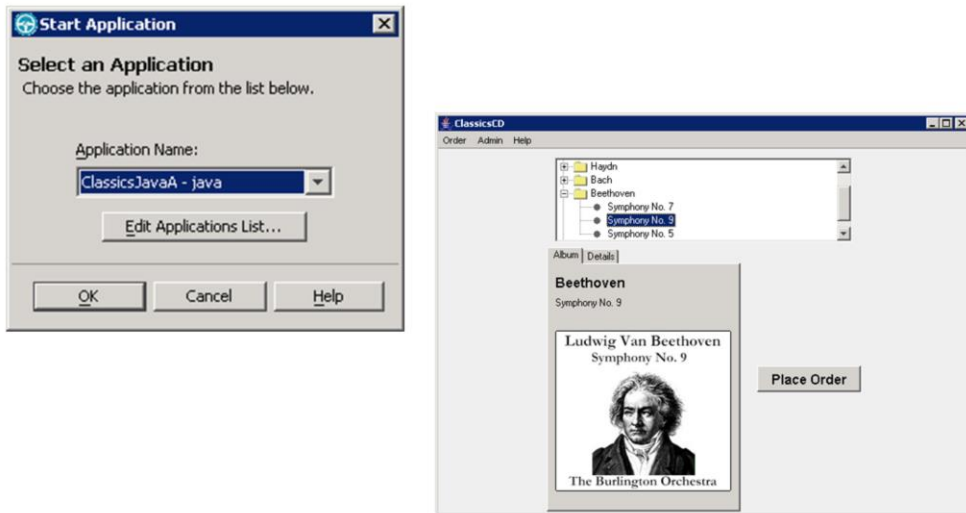 Start Application
Select an Application
Choose the application from the list below.
Application Name:
ClassicsJavaA - java
Edit Applications List...
OK
Cancel
Help
ClassicsCD
Order Admin Help
Haydn
Bach
Beethoven
Symphony No. 7
Symphony No. 9
Symphony No. 5
Album Details
Beethoven
Symphony No. 9
Ludwig Van Beethoven
Symphony No. 9
The Burlington Orchestra
Place Order